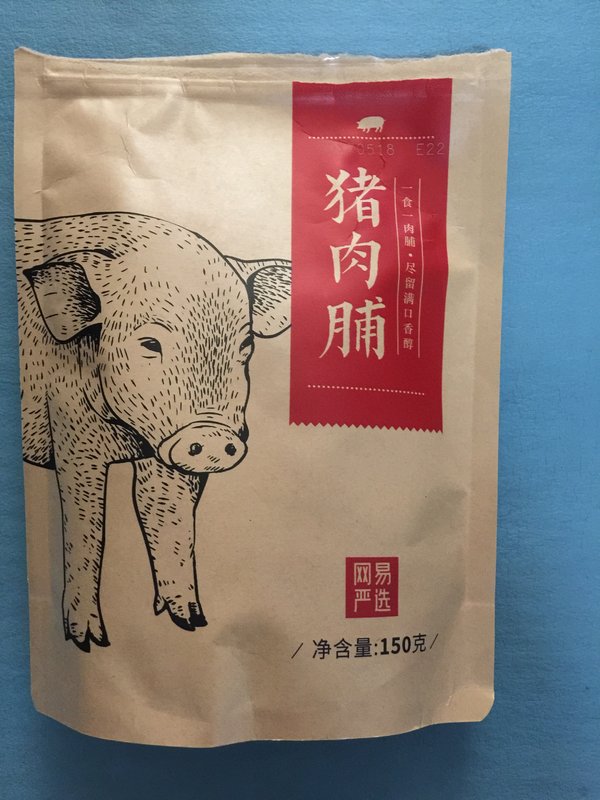 0518 E22
猪肉脯
一食一肉脯·尽留满口香醇
网易
严选
/ 净含量:150克 /